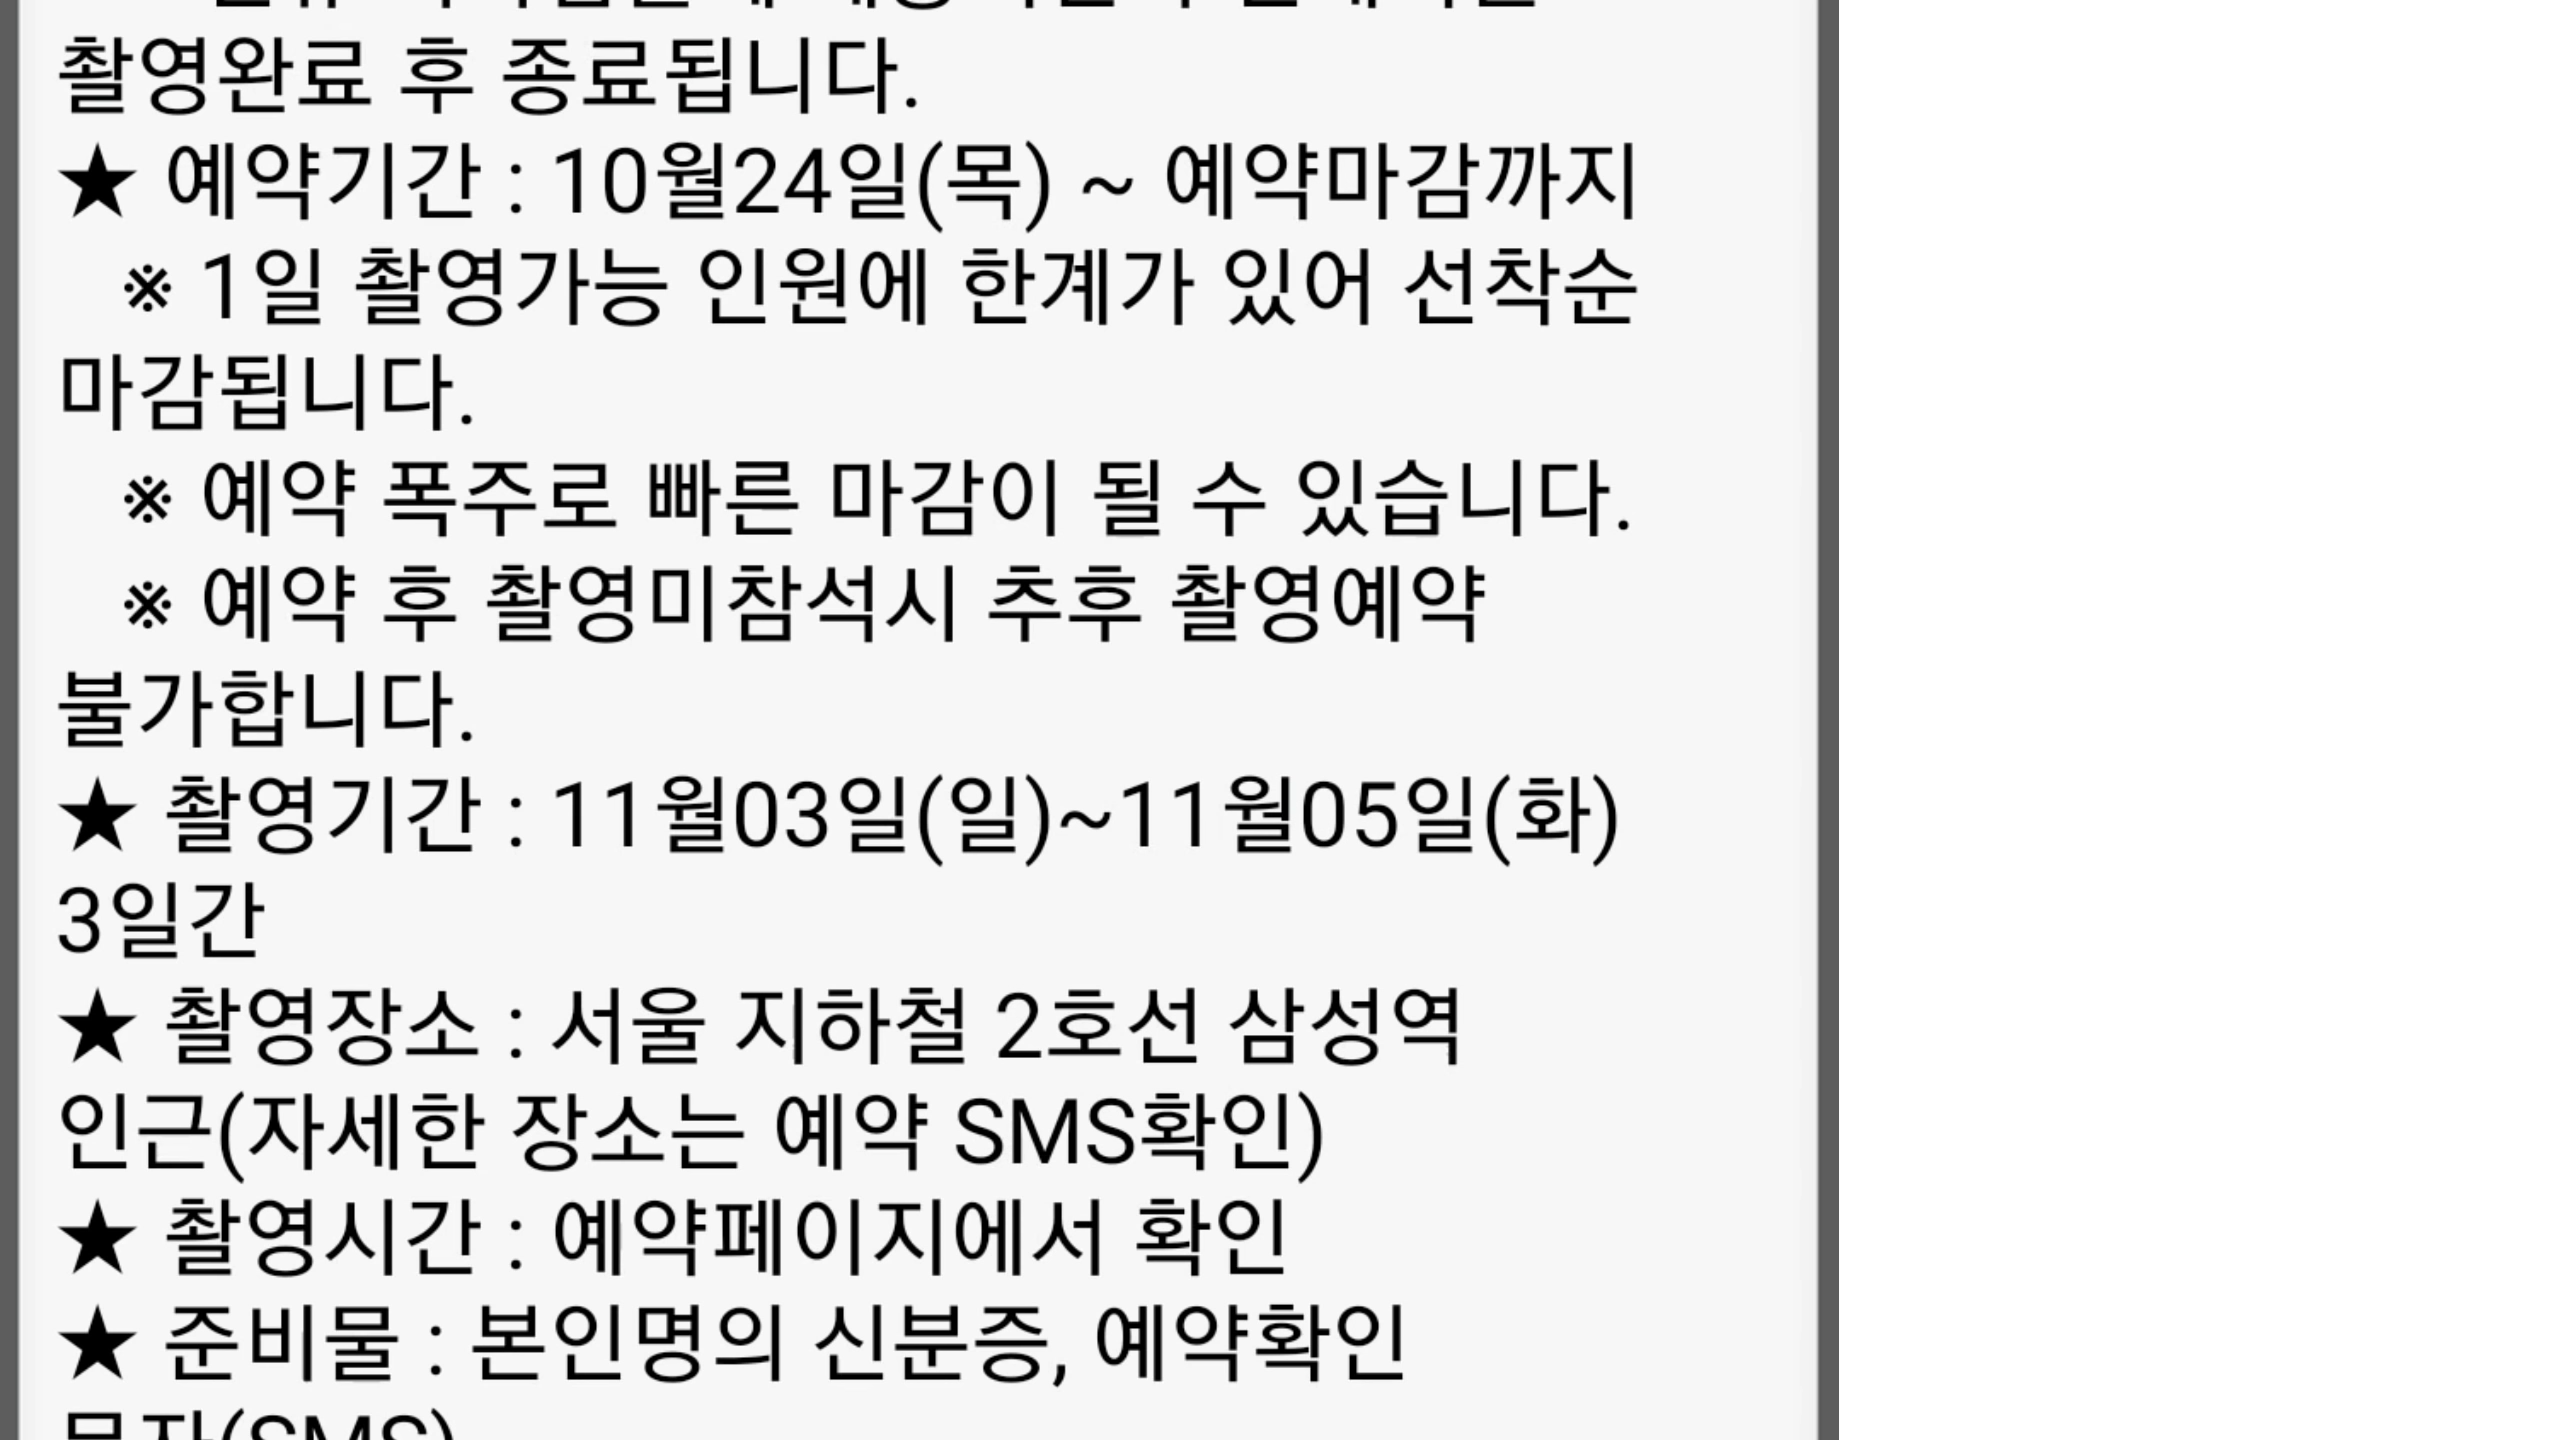 촬영완료 후 종료됩니다.
★ 예약기간 : 10월24일(목) ~ 예약마감까지
※ 1일 촬영가능 인원에 한계가 있어 선착순
마감됩니다.
※ 예약 폭주로 빠른 마감이 될 수 있습니다.
※ 예약 후 촬영미참석시 추후 촬영예약
불가합니다.
★ 촬영기간 : 11월03일(일)~11월05일(화)
3일간
★ 촬영장소 : 서울 지하철 2호선 삼성역
인근(자세한 장소는 예약 SMS확인)
★ 촬영시간 : 예약페이지에서 확인
★ 준비물 : 본인명의 신분증, 예약확인
문자(SMS)